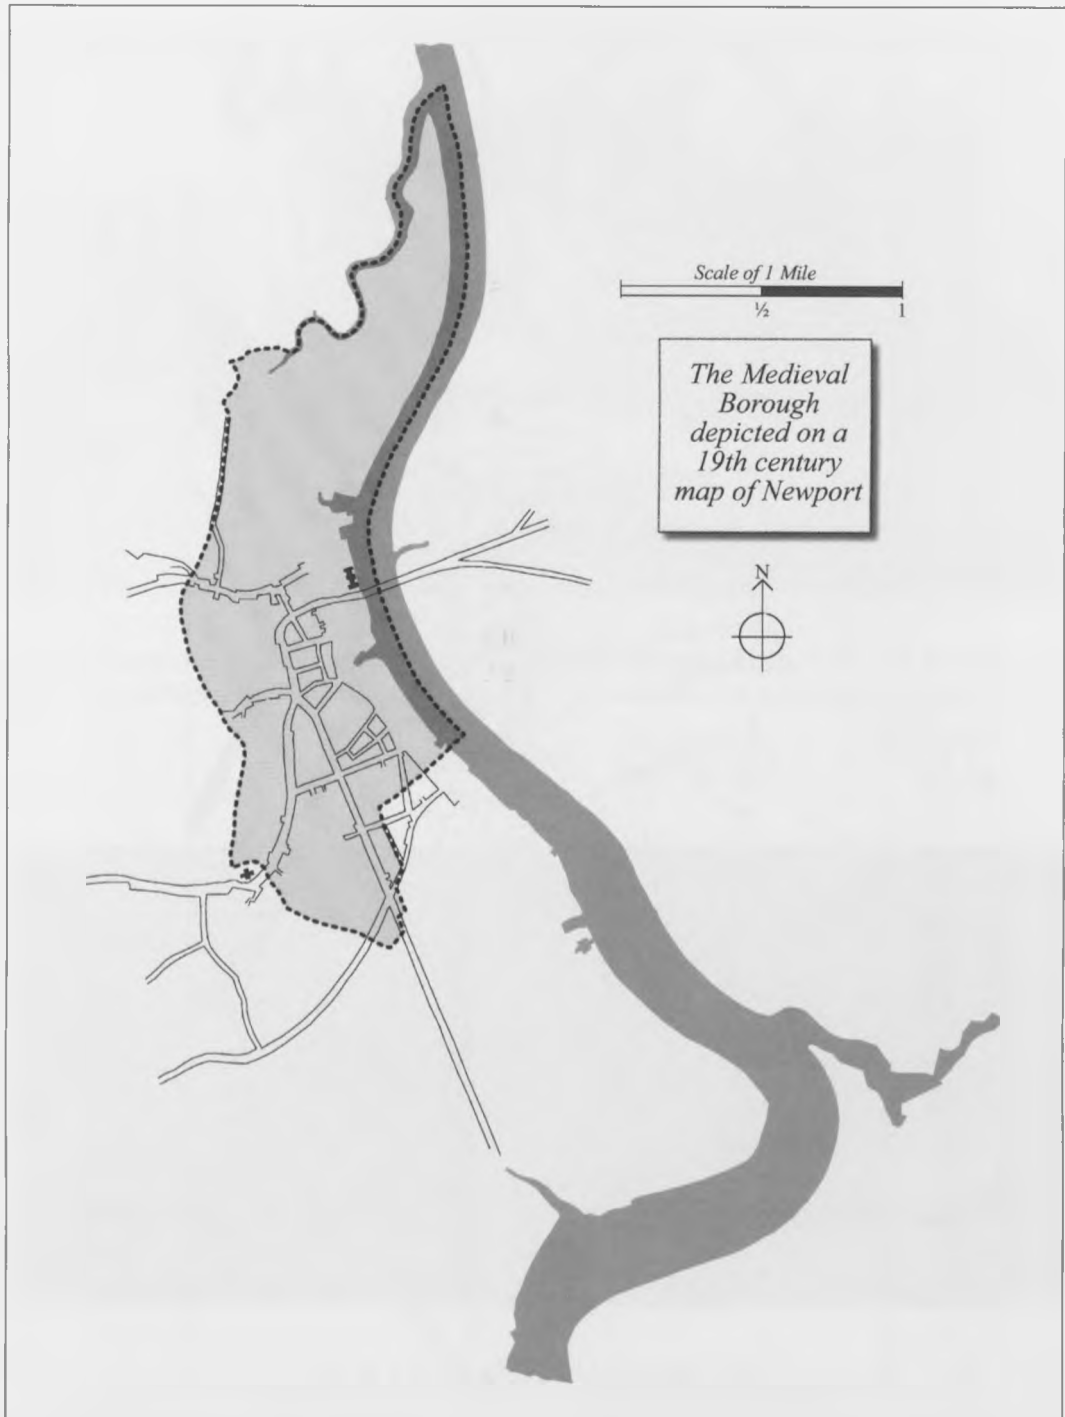 Scale of 1 Mile
½
1
The Medieval
Borough
depicted on a
19th century
map of Newport
N